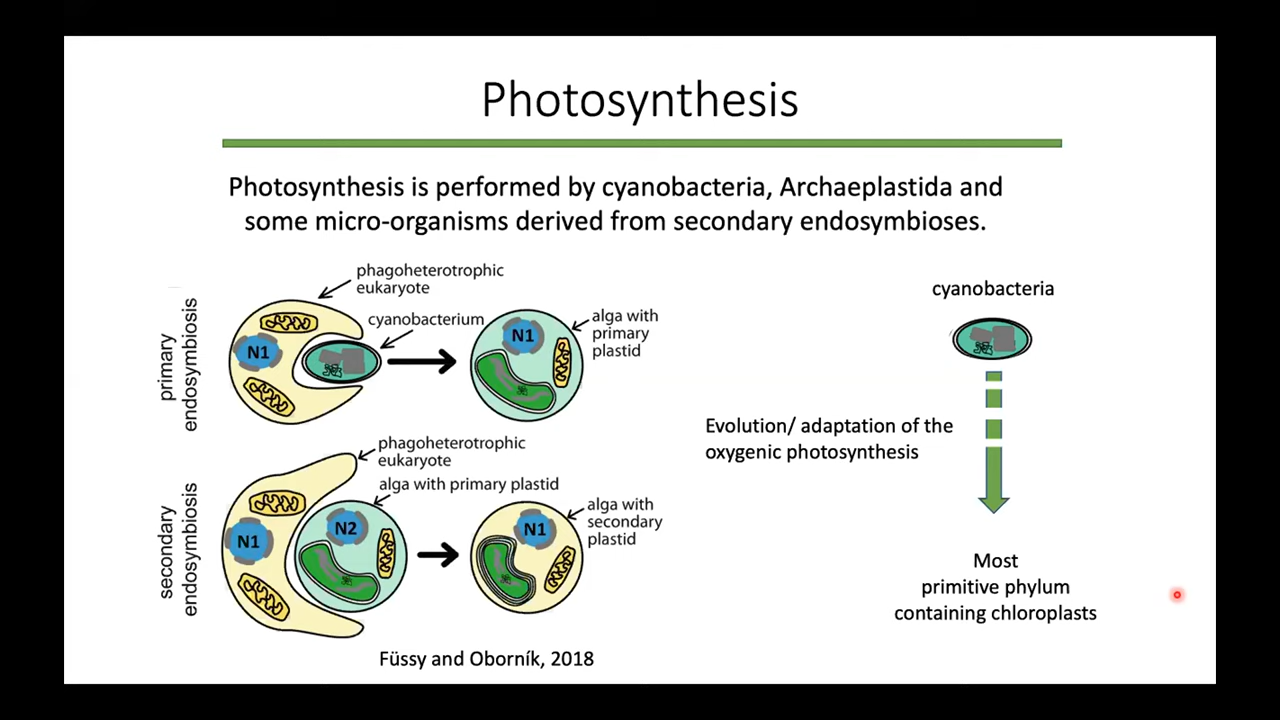 Photosynthesis
Photosynthesis is performed by cyanobacteria, Archaeplastida and
some micro-organisms derived from secondary endosymbioses.
primary
endosymbiosis
phagoheterotrophic
eukaryote
cyanobacterium
N1
N1
alga with
primary
plastid
secondary
endosymbiosis
phagoheterotrophic
eukaryote
alga with primary plastid
N1
N2
N1
alga with
secondary
plastid
Füssy and Oborník, 2018
cyanobacteria
Evolution/ adaptation of the
oxygenic photosynthesis
Most
primitive phylum
containing chloroplasts